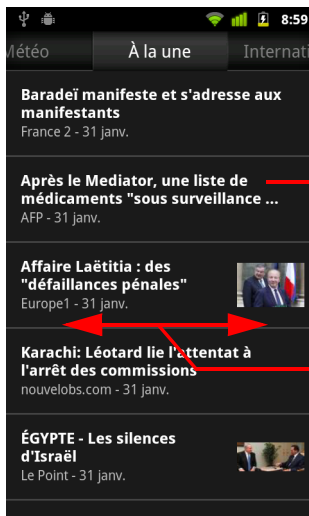 8:59
Météo À la une Internati
Baradeï manifeste et s'adresse aux
manifestants
France 2 - 31 janv.
Après le Mediator, une liste de
médicaments "sous surveillance ...
AFP - 31 janv.
Affaire Laëtitia : des
"défaillances pénales"
Europe1 - 31 janv.
Karachi: Léotard lie l'attentat à
l'arrêt des commissions
nouvelobs.com - 31 janv.
ÉGYPTE - Les silences
d'Israël
Le Point - 31 janv.